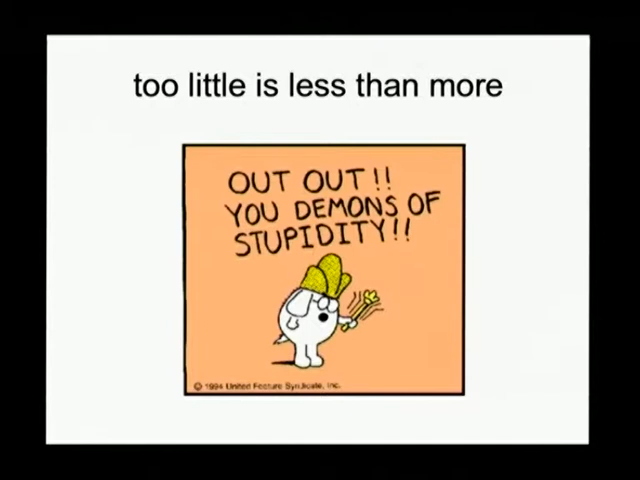 too little is less than more
OUT OUT!!
YOU DEMONS OF
STUPIDITY!!
© 1994 United Feature Syndicate, Inc.